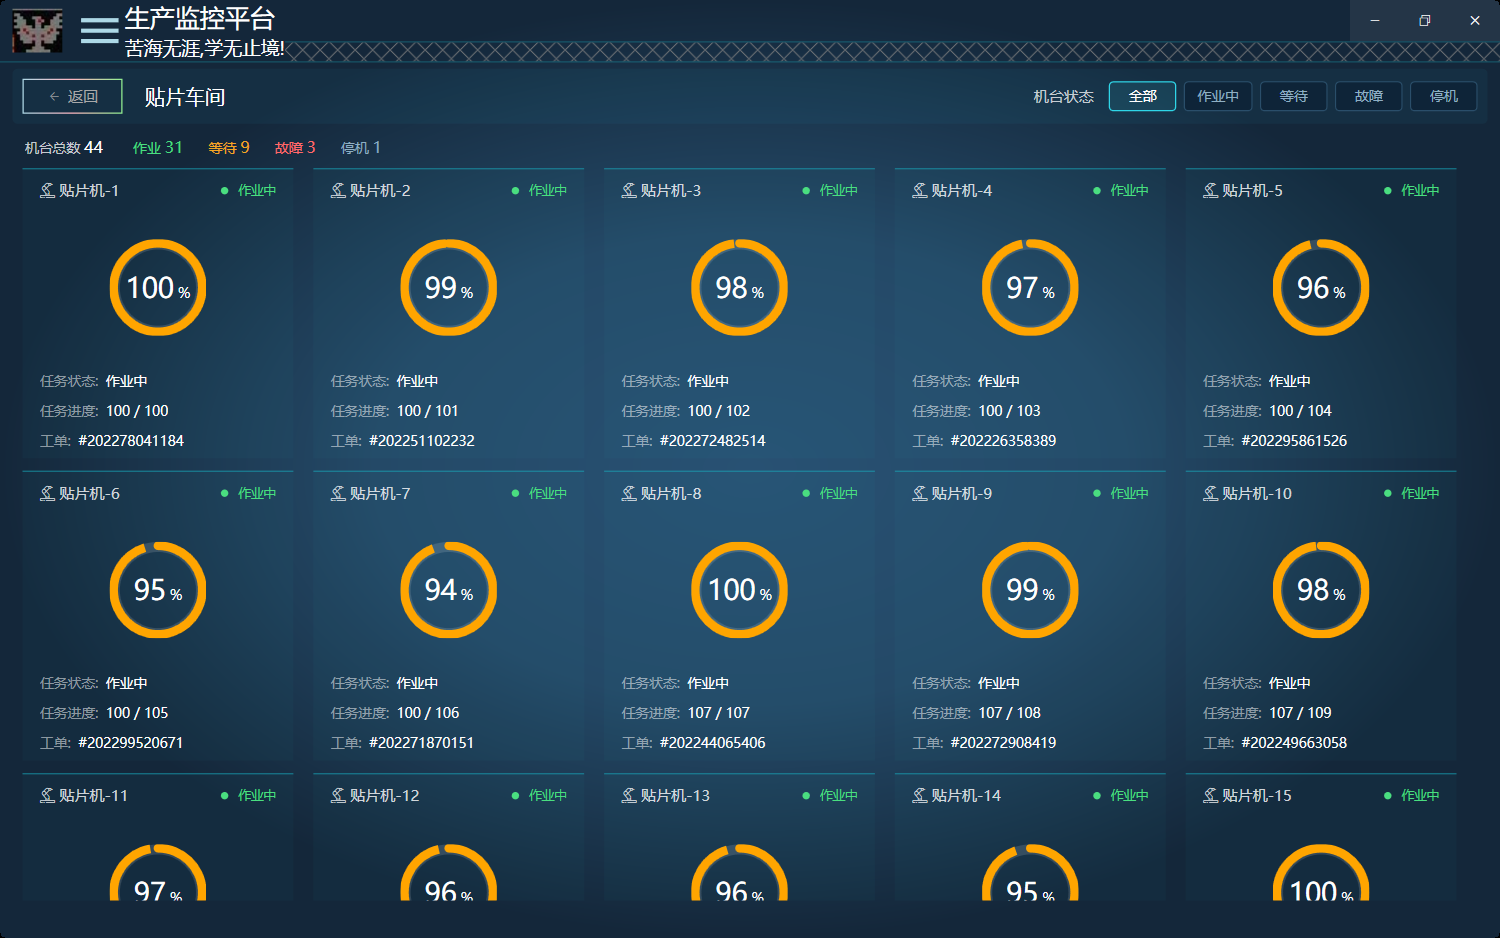 生产监控平台
苦海无涯,学无止境!
← 返回 贴片车间 机台状态 全部 作业中 等待 故障 停机
机台总数 44 作业 31 等待 9 故障 3 停机 1
贴片机-1 作业中
100 %
任务状态: 作业中
任务进度: 100 / 100
工单: #202278041184
贴片机-2 作业中
99 %
任务状态: 作业中
任务进度: 100 / 101
工单: #202251102232
贴片机-3 作业中
98 %
任务状态: 作业中
任务进度: 100 / 102
工单: #202272482514
贴片机-4 作业中
97 %
任务状态: 作业中
任务进度: 100 / 103
工单: #202226358389
贴片机-5 作业中
96 %
任务状态: 作业中
任务进度: 100 / 104
工单: #202295861526
贴片机-6 作业中
95 %
任务状态: 作业中
任务进度: 100 / 105
工单: #202299520671
贴片机-7 作业中
94 %
任务状态: 作业中
任务进度: 100 / 106
工单: #202271870151
贴片机-8 作业中
100 %
任务状态: 作业中
任务进度: 107 / 107
工单: #202244065406
贴片机-9 作业中
99 %
任务状态: 作业中
任务进度: 107 / 108
工单: #202272908419
贴片机-10 作业中
98 %
任务状态: 作业中
任务进度: 107 / 109
工单: #202249663058
贴片机-11 作业中
97 %
贴片机-12 作业中
96 %
贴片机-13 作业中
96 %
贴片机-14 作业中
95 %
贴片机-15 作业中
100 %